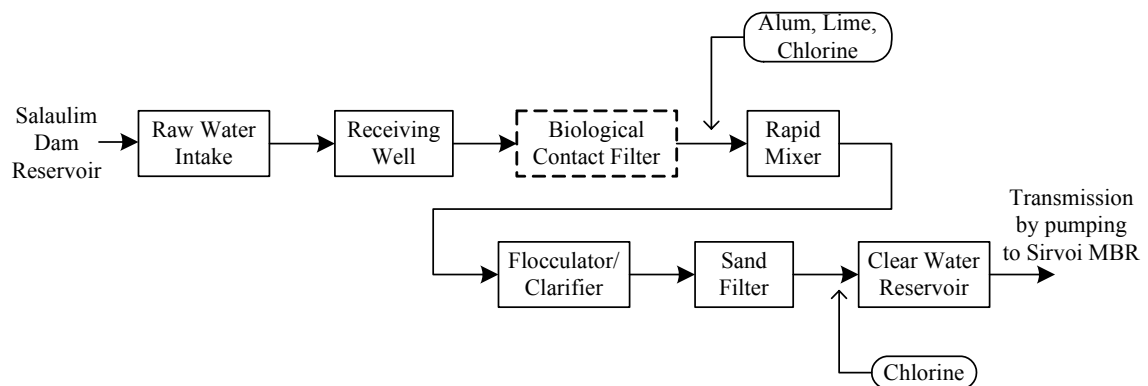 Alum, Lime,
Chlorine
Salaulim
Dam
Reservoir
Raw Water
Intake
Receiving
Well
Biological
Contact Filter
Rapid
Mixer
Flocculator/
Clarifier
Sand
Filter
Clear Water
Reservoir
Transmission
by pumping
to Sirvoi MBR
Chlorine